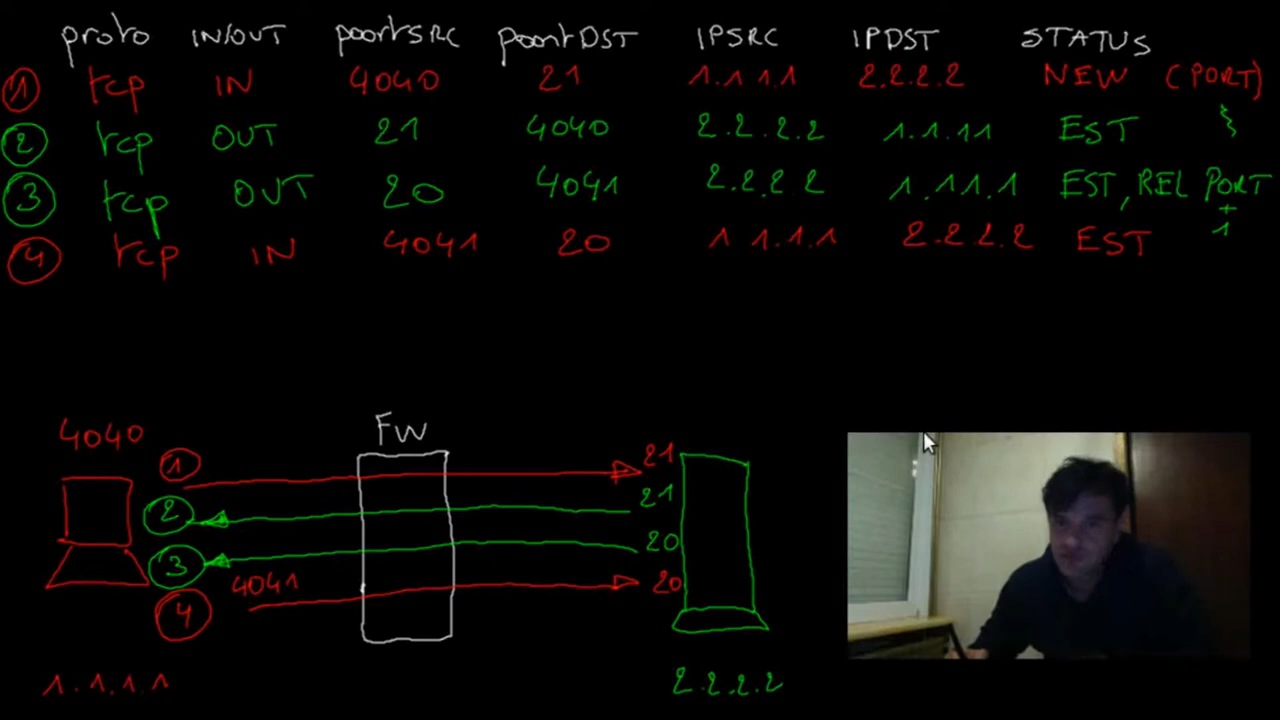 proto IN/OUT poortSRC poortDST IPSRC IPDST STATUS
1 tcp IN 4040 21 1.1.1.1 2.2.2.2 NEW (PORT)
2 tcp OUT 21 4040 2.2.2.2 1.1.1.1 EST
3 tcp OUT 20 4041 2.2.2.2 1.1.1.1 EST, REL PORT
+
1
4 tcp IN 4041 20 1 1.1.1 2.2.2.2 EST
4040
FW
1
21
2
21
3
20
4041
20
4
1.1.1.1
2.2.2.2